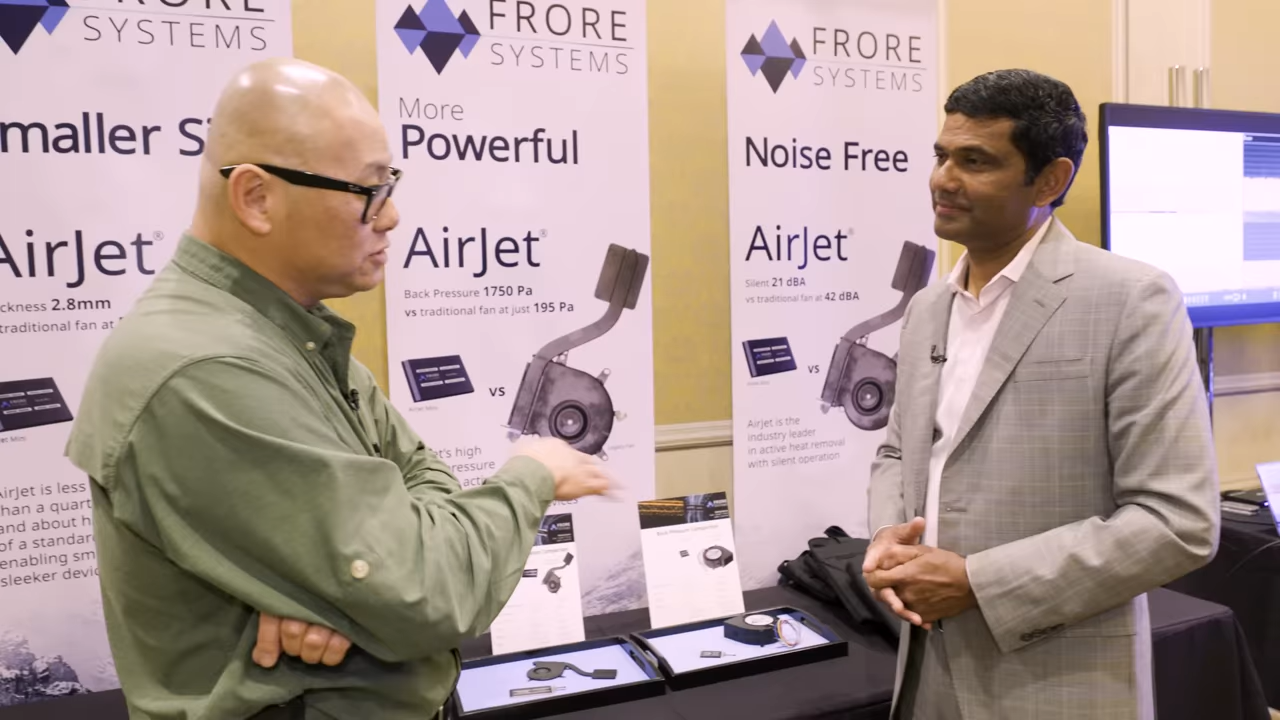 SYSTEMS
maller Si
AirJet®
ckness 2.8mm
traditional fan at
AirJet is less
than a quart
and about h
of a standard
enabling sm
sleeker devic
FRORE
SYSTEMS
More
Powerful
AirJet®
Back Pressure 1750 Pa
vs traditional fan at just 195 Pa
vs
FRORE
SYSTEMS
Noise Free
AirJet®
Silent 21 dBA
vs traditional fan at 42 dBA
vs
AirJet is the
industry leader
in active heat removal
with silent operation